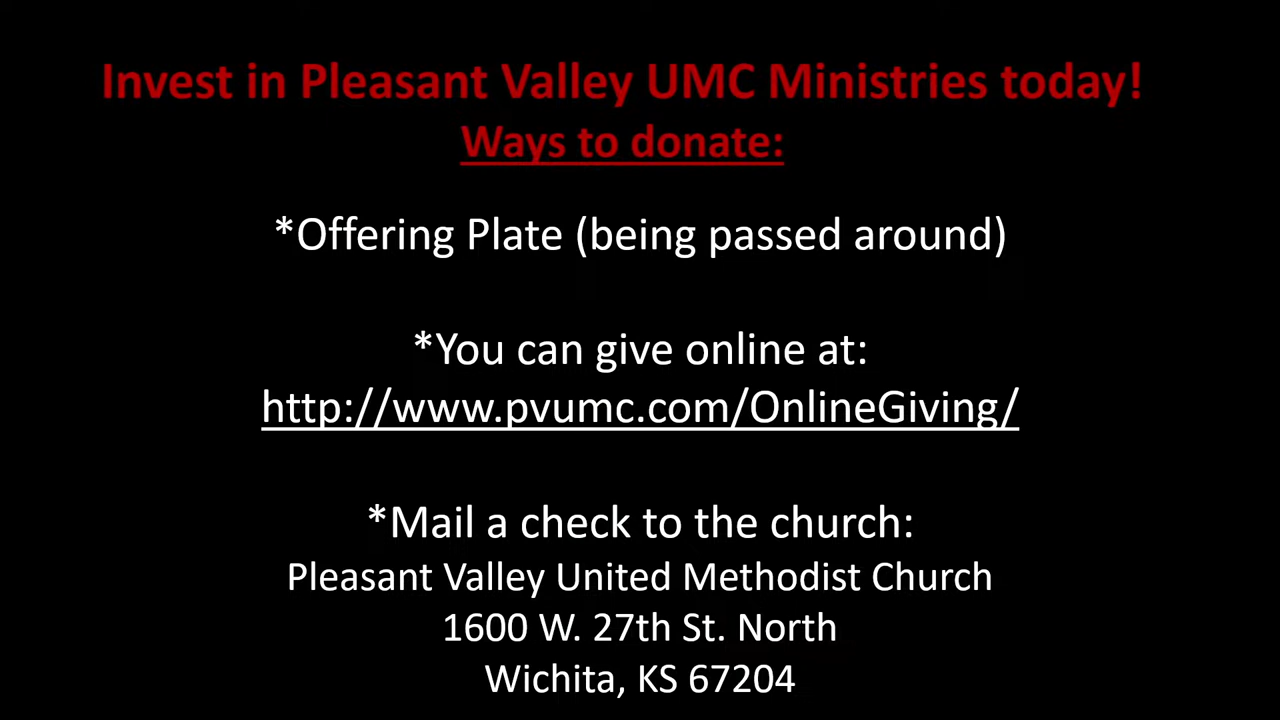 Invest in Pleasant Valley UMC Ministries today!
Ways to donate:
*Offering Plate (being passed around)
*You can give online at:
http://www.pvumc.com/OnlineGiving/
*Mail a check to the church:
Pleasant Valley United Methodist Church
1600 W. 27th St. North
Wichita, KS 67204